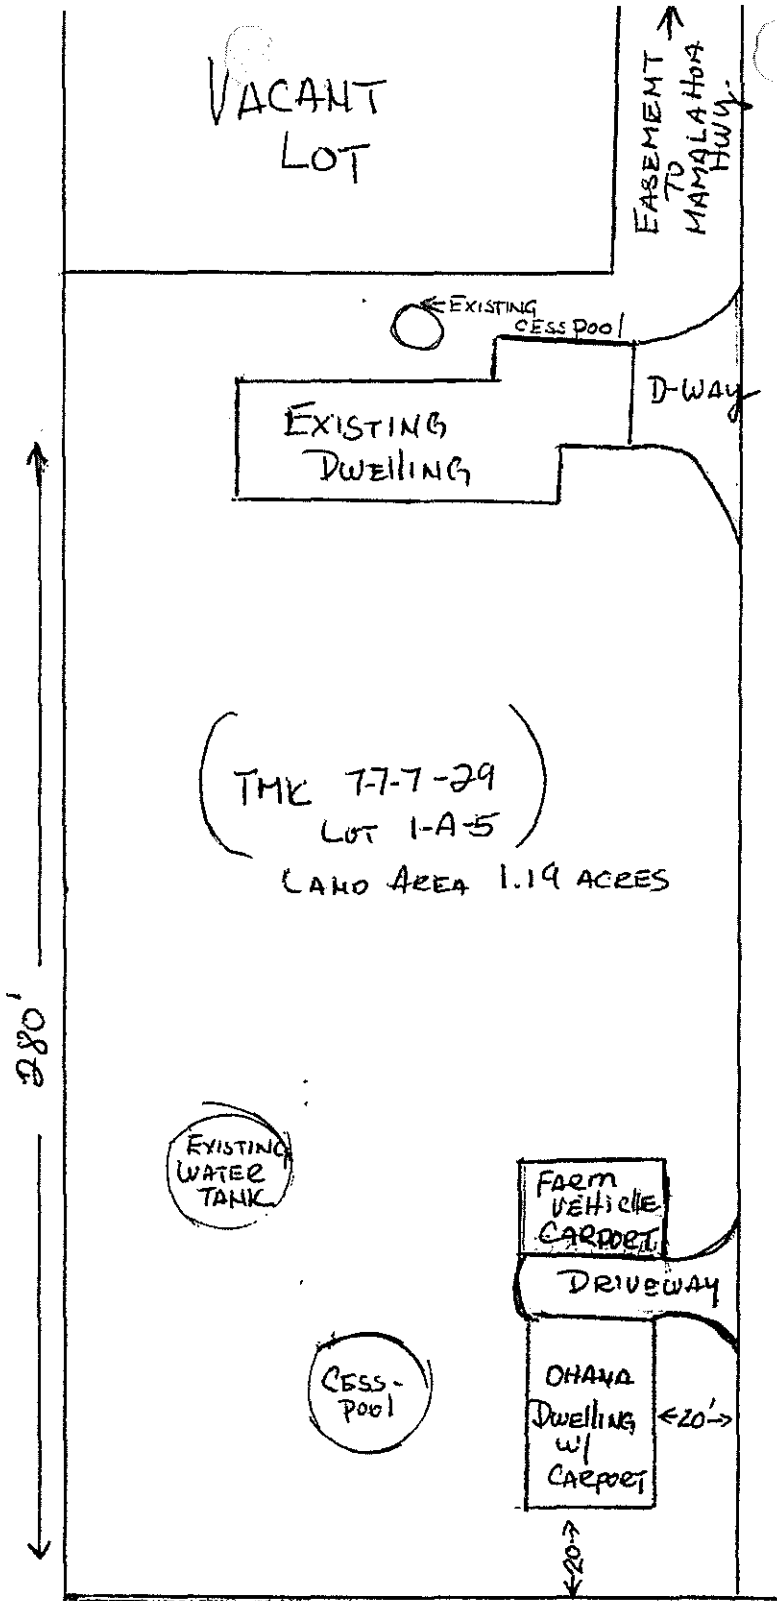 VACANT
LOT
EASEMENT
TO
MAMALAHOA
HWY.
← EXISTING
CESSPOOL
D-WAY
EXISTING
DWELLING
TMK 7-7-7-29
LOT 1-A-5
LAND AREA 1.19 ACRES
280'
EXISTING
WATER
TANK
FARM
VEHICLE
CARPORT
DRIVEWAY
CESS-
POOL
OHANA
DWELLING
W/
CARPORT
←20'→
←20→